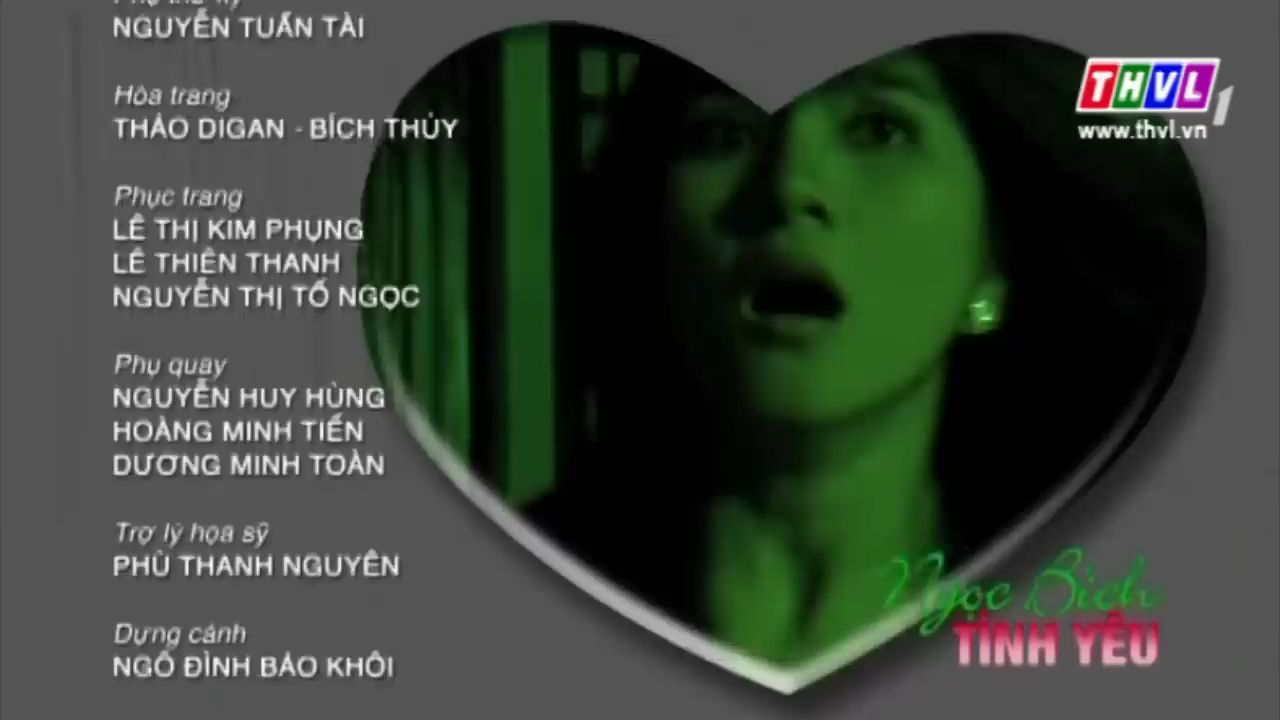 NGUYỄN TUẤN TÀI
Hóa trang
THẢO DIGAN - BÍCH THỦY
Phục trang
LÊ THỊ KIM PHỤNG
LÊ THIÊN THANH
NGUYỄN THỊ TỐ NGỌC
Phụ quay
NGUYỄN HUY HÙNG
HOÀNG MINH TIẾN
DƯƠNG MINH TOÀN
Trợ lý họa sỹ
PHÙ THANH NGUYÊN
Dựng cảnh
NGÔ ĐÌNH BẢO KHÔI
THVL1
www.thvl.vn
Ngọc Bích
TÌNH YÊU